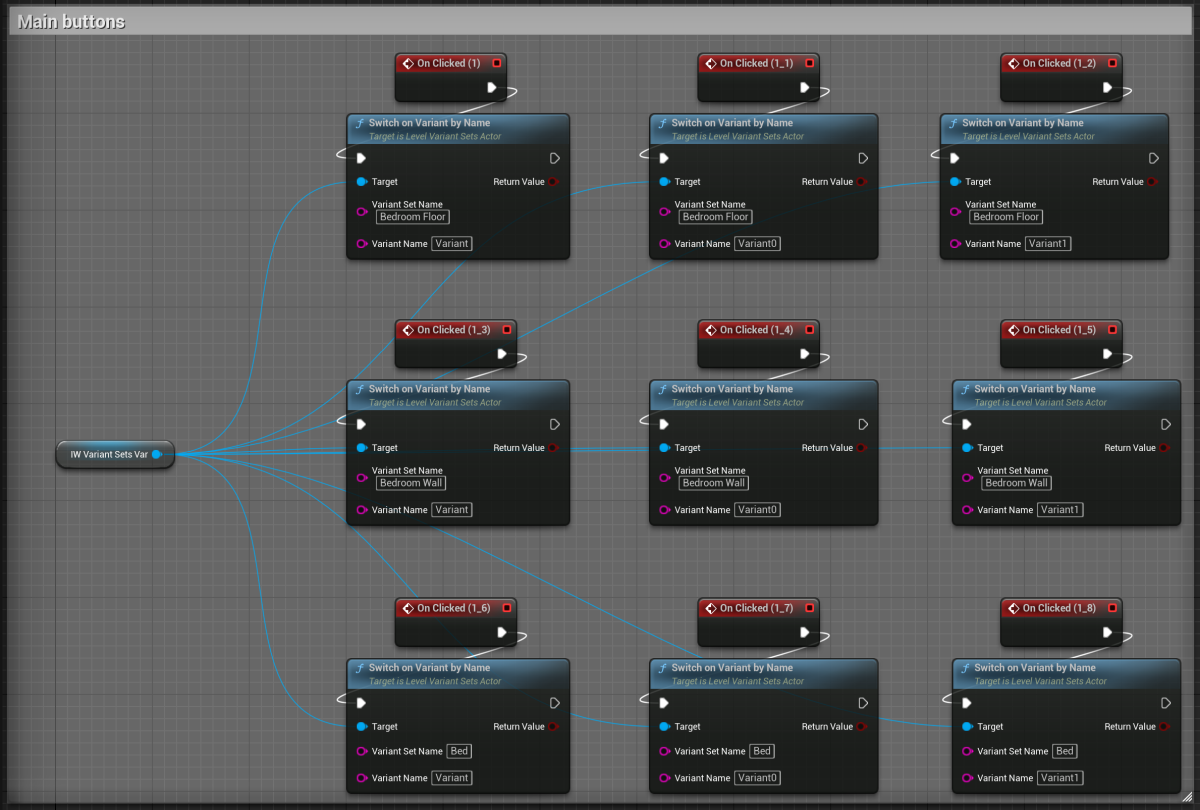 Main buttons
On Clicked (1)
On Clicked (1_1)
On Clicked (1_2)
Switch on Variant by Name
Target is Level Variant Sets Actor
Target
Return Value
Variant Set Name
Bedroom Floor
Variant Name Variant
Switch on Variant by Name
Target is Level Variant Sets Actor
Target
Return Value
Variant Set Name
Bedroom Floor
Variant Name Variant0
Switch on Variant by Name
Target is Level Variant Sets Actor
Target
Return Value
Variant Set Name
Bedroom Floor
Variant Name Variant1
On Clicked (1_3)
On Clicked (1_4)
On Clicked (1_5)
IW Variant Sets Var
Switch on Variant by Name
Target is Level Variant Sets Actor
Target
Return Value
Variant Set Name
Bedroom Wall
Variant Name Variant
Switch on Variant by Name
Target is Level Variant Sets Actor
Target
Return Value
Variant Set Name
Bedroom Wall
Variant Name Variant0
Switch on Variant by Name
Target is Level Variant Sets Actor
Target
Return Value
Variant Set Name
Bedroom Wall
Variant Name Variant1
On Clicked (1_6)
On Clicked (1_7)
On Clicked (1_8)
Switch on Variant by Name
Target is Level Variant Sets Actor
Target
Return Value
Variant Set Name Bed
Variant Name Variant
Switch on Variant by Name
Target is Level Variant Sets Actor
Target
Return Value
Variant Set Name Bed
Variant Name Variant0
Switch on Variant by Name
Target is Level Variant Sets Actor
Target
Return Value
Variant Set Name Bed
Variant Name Variant1